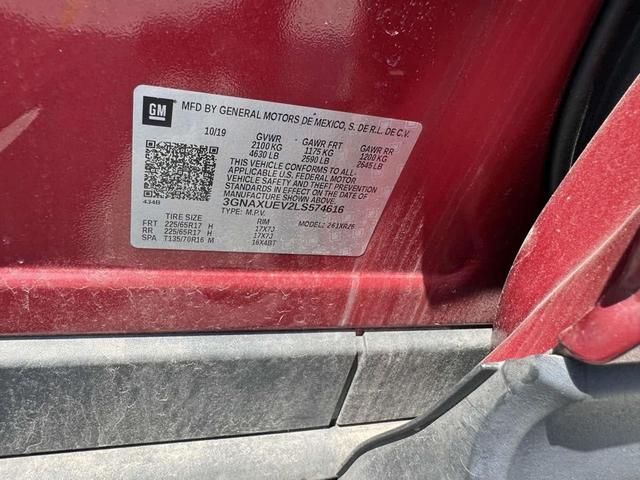 GM MFD BY GENERAL MOTORS DE MEXICO, S. DE R.L. DE C.V.
10/19 GVWR GAWR FRT GAWR RR
2100 KG 1175 KG 1200 KG
4630 LB 2590 LB 2645 LB
THIS VEHICLE CONFORMS TO ALL
APPLICABLE U.S. FEDERAL MOTOR
VEHICLE SAFETY AND THEFT PREVENTION
STANDARDS IN EFFECT ON THE DATE OF
MANUFACTURE SHOWN ABOVE.
434B 3GNAXUEV2LS574616
TYPE: M.P.V. MODEL: 261XRJ6
TIRE SIZE RIM
FRT 225/65R17 H 17X7J
RR 225/65R17 H 17X7J
SPA T135/70R16 M 16X4BT